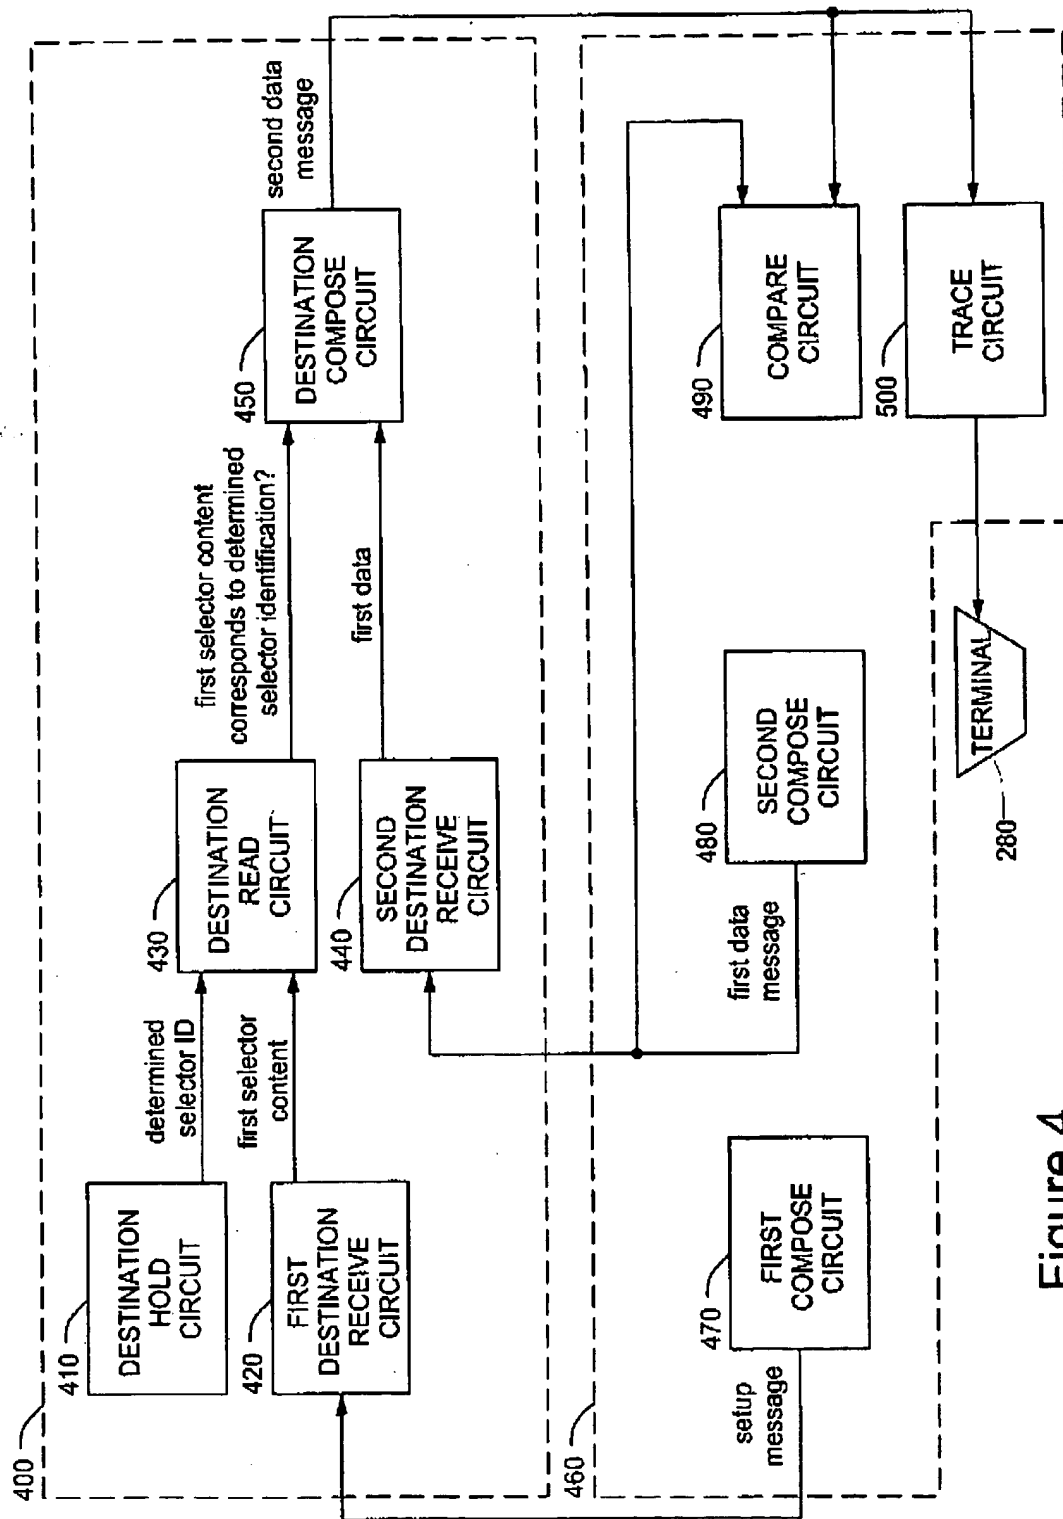 400
410
DESTINATION
HOLD
CIRCUIT
determined
selector ID
420
FIRST
DESTINATION
RECEIVE
CIRCUIT
first selector
content
430
DESTINATION
READ
CIRCUIT
first selector content
corresponds to determined
selector identification?
440
SECOND
DESTINATION
RECEIVE
CIRCUIT
first data
450
DESTINATION
COMPOSE
CIRCUIT
second data
message
460
setup
message
470
FIRST
COMPOSE
CIRCUIT
first data
message
480
SECOND
COMPOSE
CIRCUIT
490
COMPARE
CIRCUIT
500
TRACE
CIRCUIT
TERMINAL
280
Figure 4